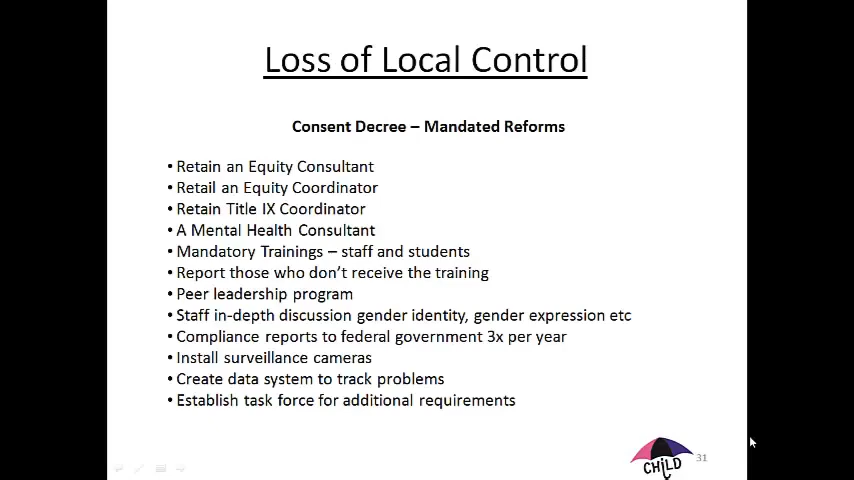 Loss of Local Control
Consent Decree – Mandated Reforms
• Retain an Equity Consultant
• Retail an Equity Coordinator
• Retain Title IX Coordinator
• A Mental Health Consultant
• Mandatory Trainings – staff and students
• Report those who don't receive the training
• Peer leadership program
• Staff in-depth discussion gender identity, gender expression etc
• Compliance reports to federal government 3x per year
• Install surveillance cameras
• Create data system to track problems
• Establish task force for additional requirements
CHILD
31